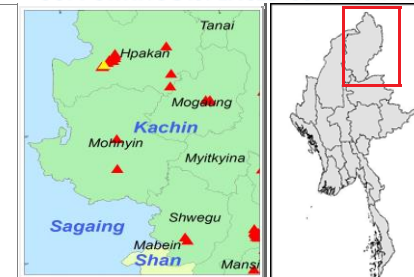 Tanai
Hpakan
Mogaung
Kachin
Mohnyin
Myitkyina
Shwegu
Sagaing
Mabein
Shan
Mansi